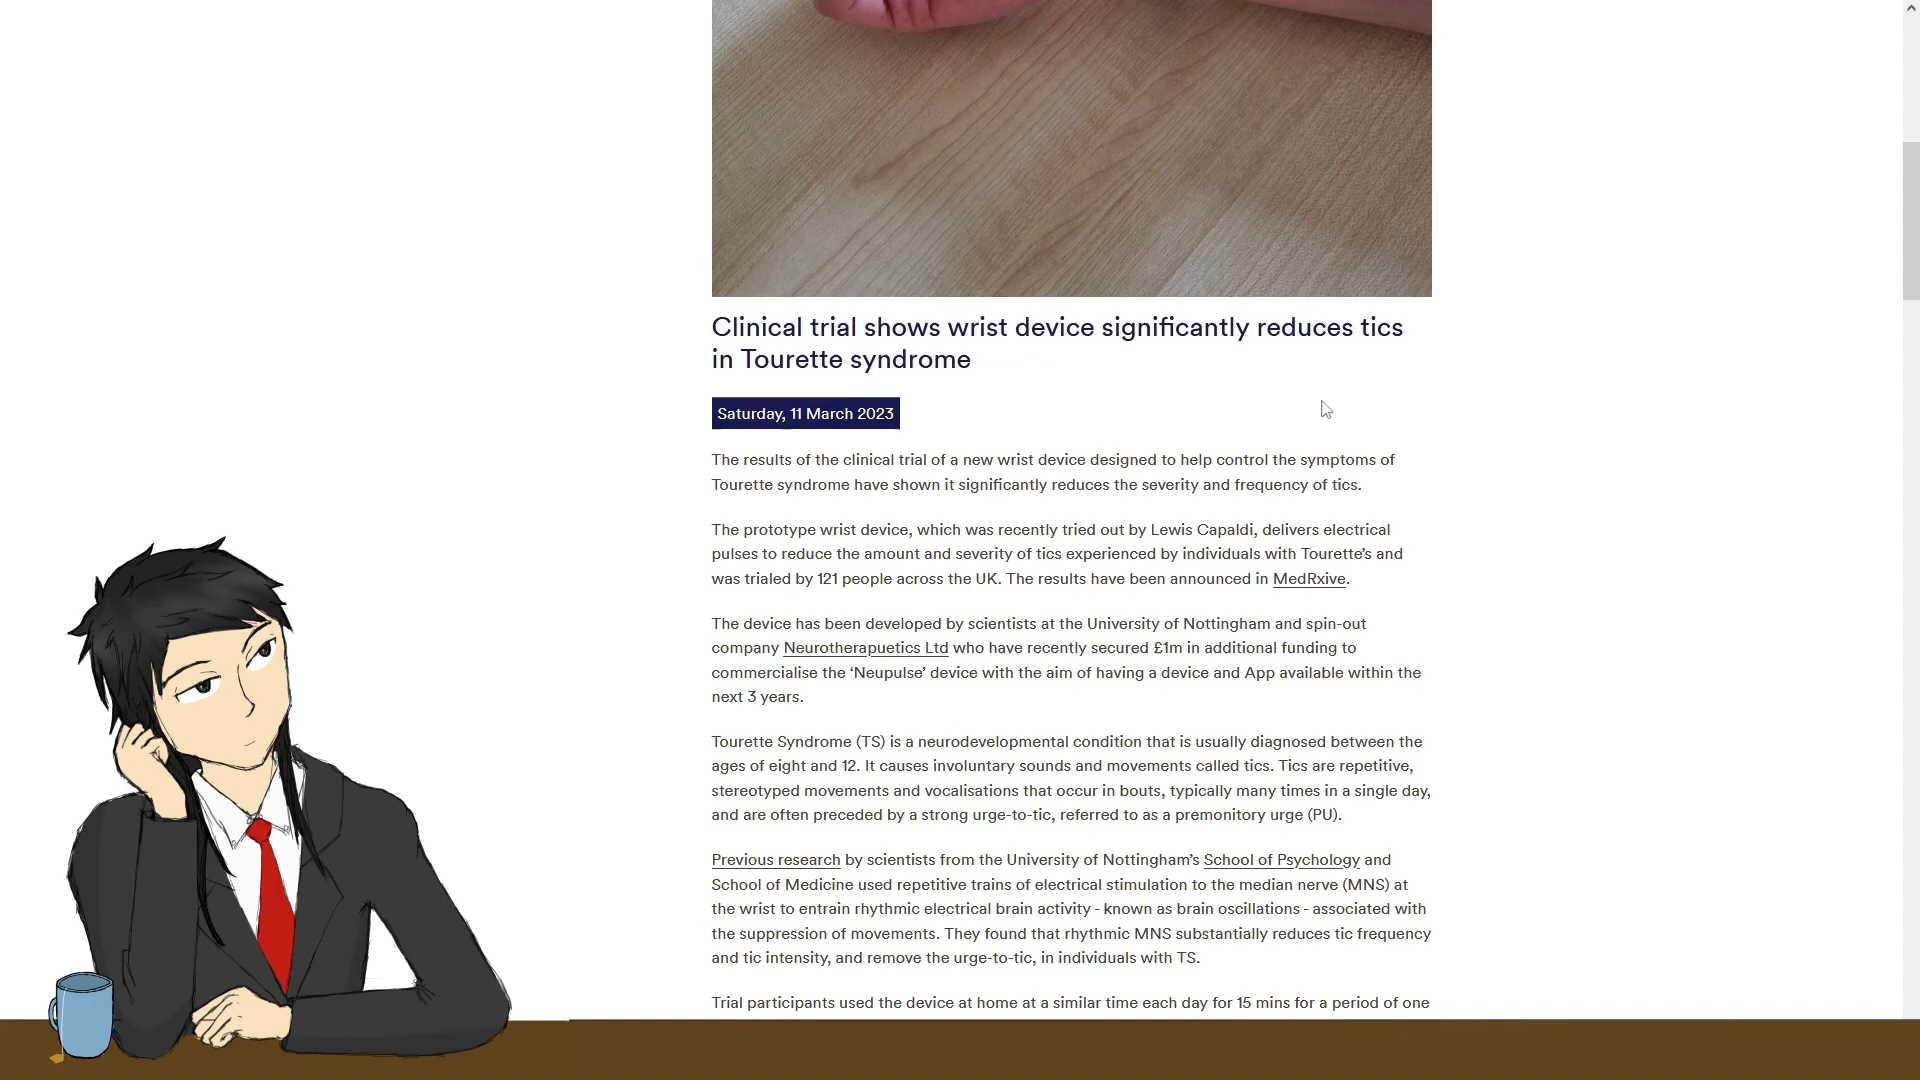 Clinical trial shows wrist device significantly reduces tics
in Tourette syndrome
Saturday, 11 March 2023
The results of the clinical trial of a new wrist device designed to help control the symptoms of
Tourette syndrome have shown it significantly reduces the severity and frequency of tics.
The prototype wrist device, which was recently tried out by Lewis Capaldi, delivers electrical
pulses to reduce the amount and severity of tics experienced by individuals with Tourette’s and
was trialed by 121 people across the UK. The results have been announced in MedRxive.
The device has been developed by scientists at the University of Nottingham and spin-out
company Neurotherapuetics Ltd who have recently secured £1m in additional funding to
commercialise the ‘Neupulse’ device with the aim of having a device and App available within the
next 3 years.
Tourette Syndrome (TS) is a neurodevelopmental condition that is usually diagnosed between the
ages of eight and 12. It causes involuntary sounds and movements called tics. Tics are repetitive,
stereotyped movements and vocalisations that occur in bouts, typically many times in a single day,
and are often preceded by a strong urge-to-tic, referred to as a premonitory urge (PU).
Previous research by scientists from the University of Nottingham’s School of Psychology and
School of Medicine used repetitive trains of electrical stimulation to the median nerve (MNS) at
the wrist to entrain rhythmic electrical brain activity - known as brain oscillations - associated with
the suppression of movements. They found that rhythmic MNS substantially reduces tic frequency
and tic intensity, and remove the urge-to-tic, in individuals with TS.
Trial participants used the device at home at a similar time each day for 15 mins for a period of one